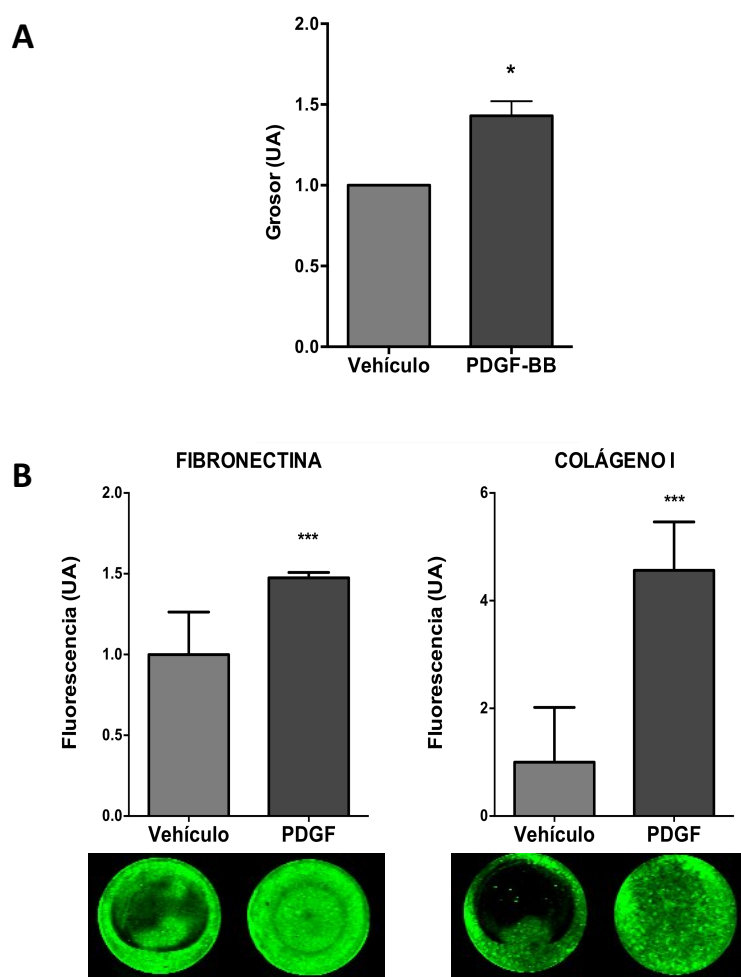 A
2.0
*
1.5
1.0
0.5
0.0
Grosor (UA)
Vehículo PDGF-BB
B
FIBRONECTINA
2.0
***
1.5
1.0
0.5
0.0
Fluorescencia (UA)
Vehículo PDGF
COLÁGENO I
6
***
4
2
0
Fluorescencia (UA)
Vehículo PDGF